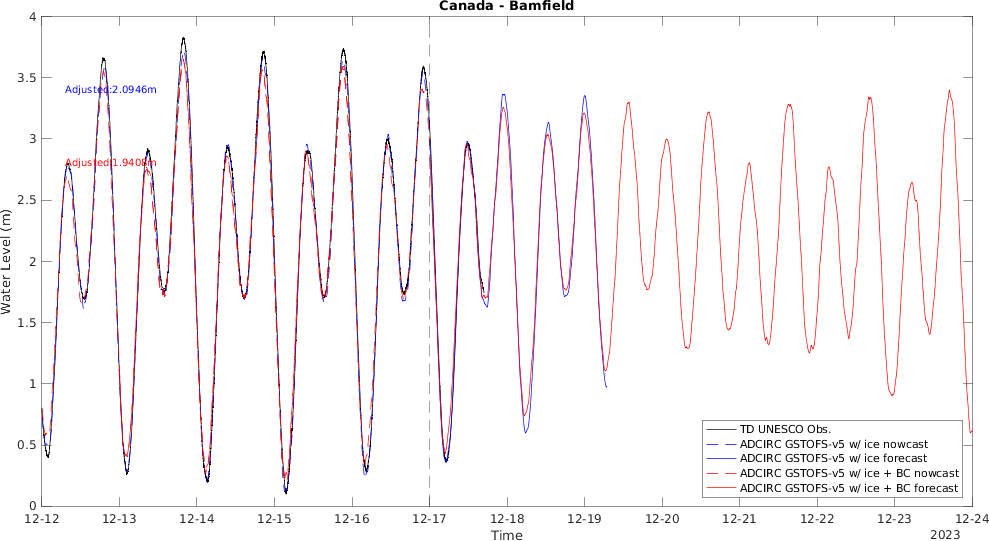 Canada - Bamfield
4
3.5
3
2.5
2
1.5
1
0.5
0
Water Level (m)
Adjusted:2.0946m
Adjusted:1.9408m
TD UNESCO Obs.
ADCIRC GSTOFS-v5 w/ ice nowcast
ADCIRC GSTOFS-v5 w/ ice forecast
ADCIRC GSTOFS-v5 w/ ice + BC nowcast
ADCIRC GSTOFS-v5 w/ ice + BC forecast
12-12 12-13 12-14 12-15 12-16 12-17 12-18 12-19 12-20 12-21 12-22 12-23 12-24
Time
2023